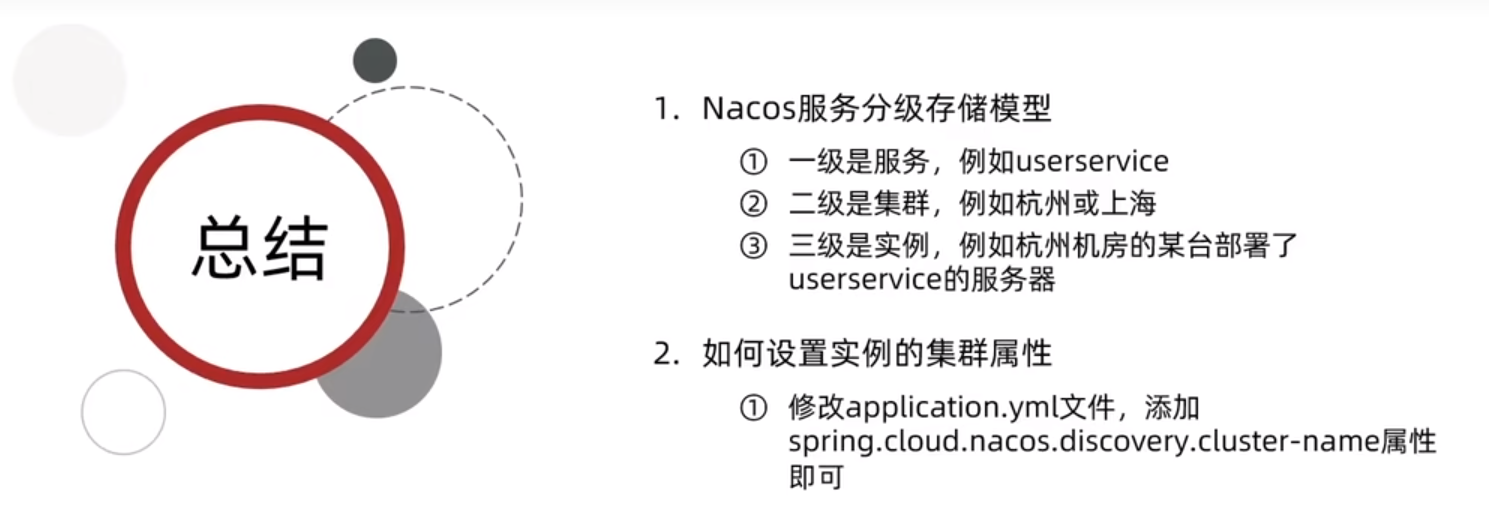 总结
1. Nacos服务分级存储模型
① 一级是服务，例如userservice
② 二级是集群，例如杭州或上海
③ 三级是实例，例如杭州机房的某台部署了
userservice的服务器
2. 如何设置实例的集群属性
① 修改application.yml文件，添加
spring.cloud.nacos.discovery.cluster-name属性
即可